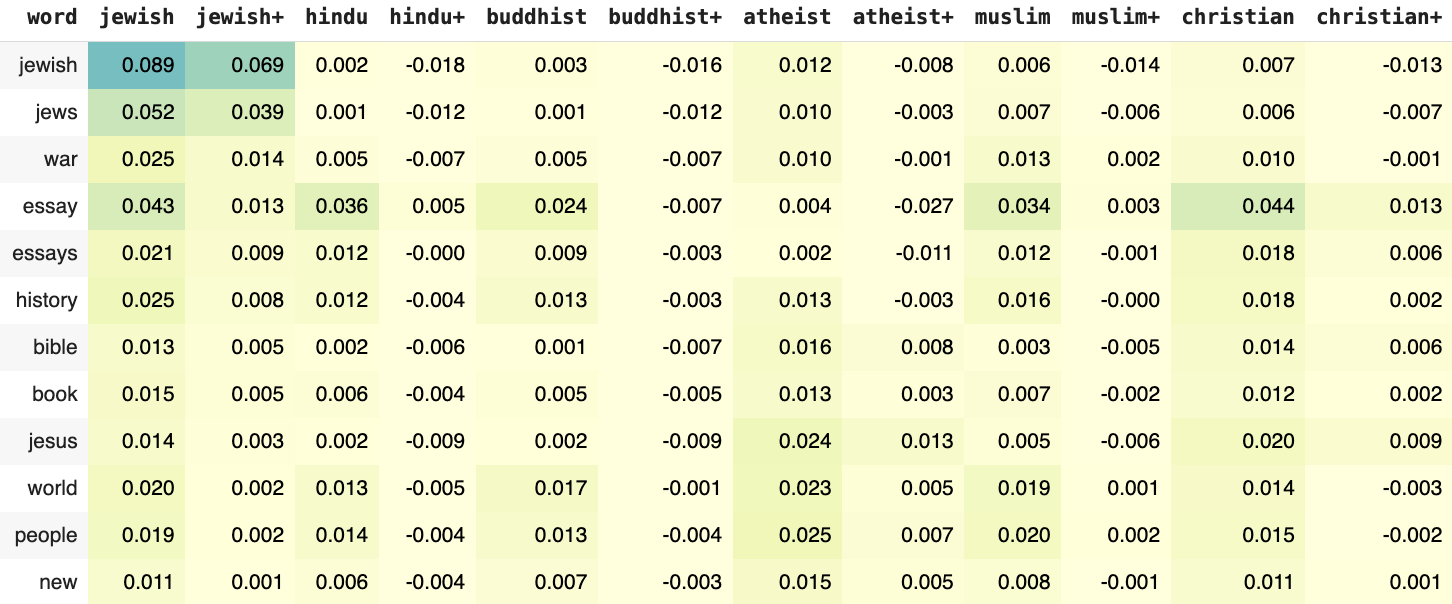 word jewish jewish+ hindu hindu+ buddhist buddhist+ atheist atheist+ muslim muslim+ christian christian+
jewish 0.089 0.069 0.002 -0.018 0.003 -0.016 0.012 -0.008 0.006 -0.014 0.007 -0.013
jews 0.052 0.039 0.001 -0.012 0.001 -0.012 0.010 -0.003 0.007 -0.006 0.006 -0.007
war 0.025 0.014 0.005 -0.007 0.005 -0.007 0.010 -0.001 0.013 0.002 0.010 -0.001
essay 0.043 0.013 0.036 0.005 0.024 -0.007 0.004 -0.027 0.034 0.003 0.044 0.013
essays 0.021 0.009 0.012 -0.000 0.009 -0.003 0.002 -0.011 0.012 -0.001 0.018 0.006
history 0.025 0.008 0.012 -0.004 0.013 -0.003 0.013 -0.003 0.016 -0.000 0.018 0.002
bible 0.013 0.005 0.002 -0.006 0.001 -0.007 0.016 0.008 0.003 -0.005 0.014 0.006
book 0.015 0.005 0.006 -0.004 0.005 -0.005 0.013 0.003 0.007 -0.002 0.012 0.002
jesus 0.014 0.003 0.002 -0.009 0.002 -0.009 0.024 0.013 0.005 -0.006 0.020 0.009
world 0.020 0.002 0.013 -0.005 0.017 -0.001 0.023 0.005 0.019 0.001 0.014 -0.003
people 0.019 0.002 0.014 -0.004 0.013 -0.004 0.025 0.007 0.020 0.002 0.015 -0.002
new 0.011 0.001 0.006 -0.004 0.007 -0.003 0.015 0.005 0.008 -0.001 0.011 0.001